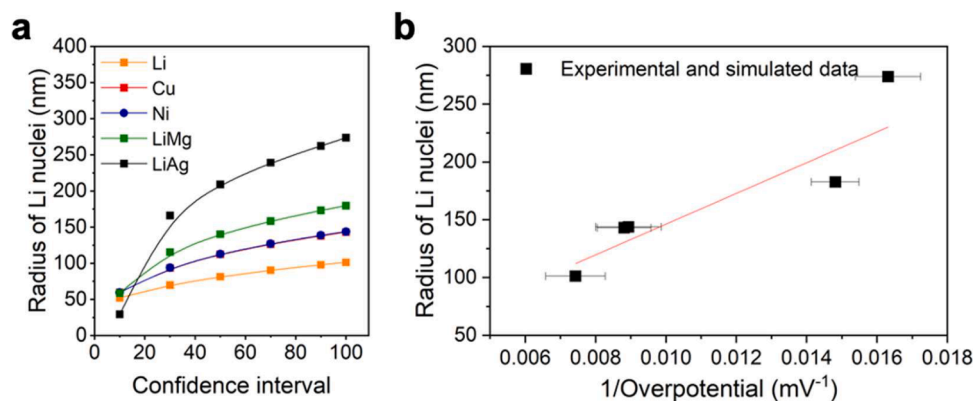 a
400
350
300
250
200
150
100
50
0
Radius of Li nuclei (nm)
Li
Cu
Ni
LiMg
LiAg
0 20 40 60 80 100
Confidence interval
b
300
250
200
150
100
50
Radius of Li nuclei (nm)
Experimental and simulated data
0.006 0.008 0.010 0.012 0.014 0.016 0.018
1/Overpotential (mV⁻¹)